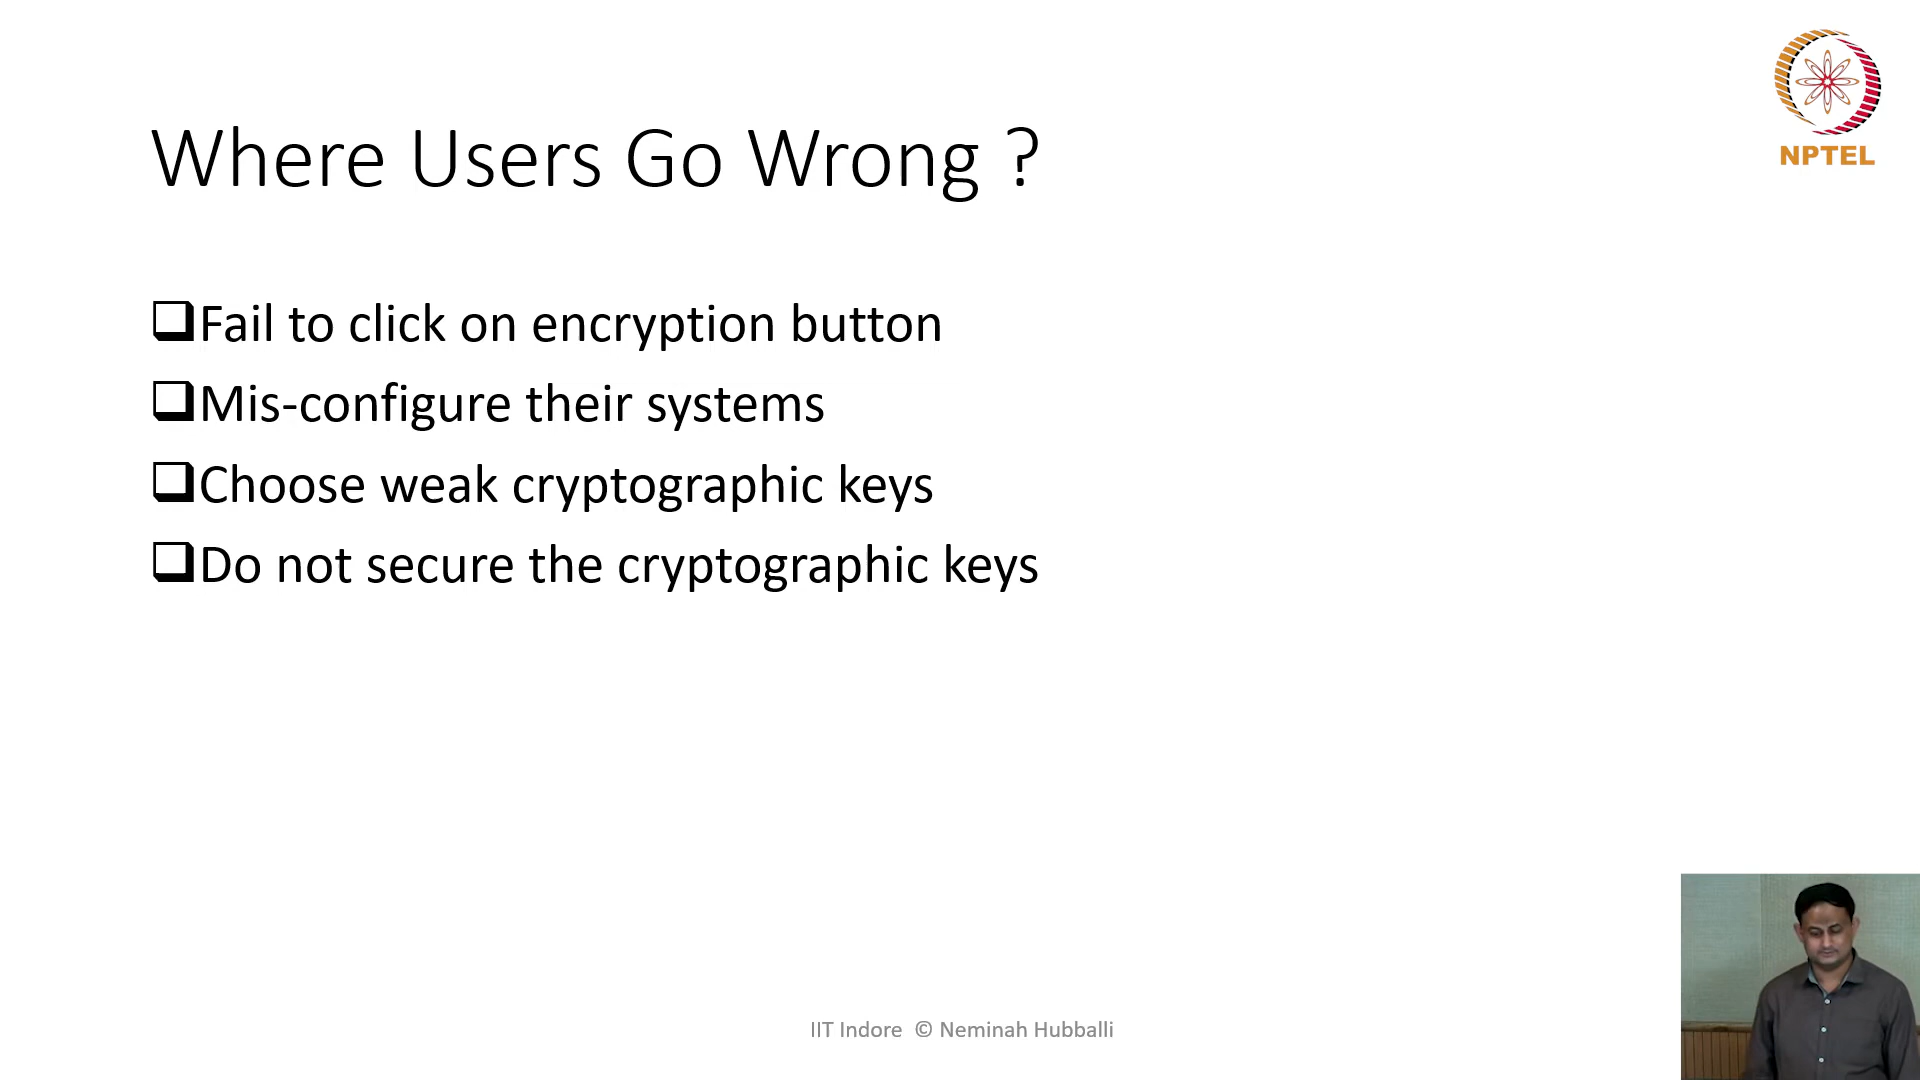 NPTEL
Where Users Go Wrong ?
Fail to click on encryption button
Mis-configure their systems
Choose weak cryptographic keys
Do not secure the cryptographic keys
IIT Indore © Neminah Hubballi